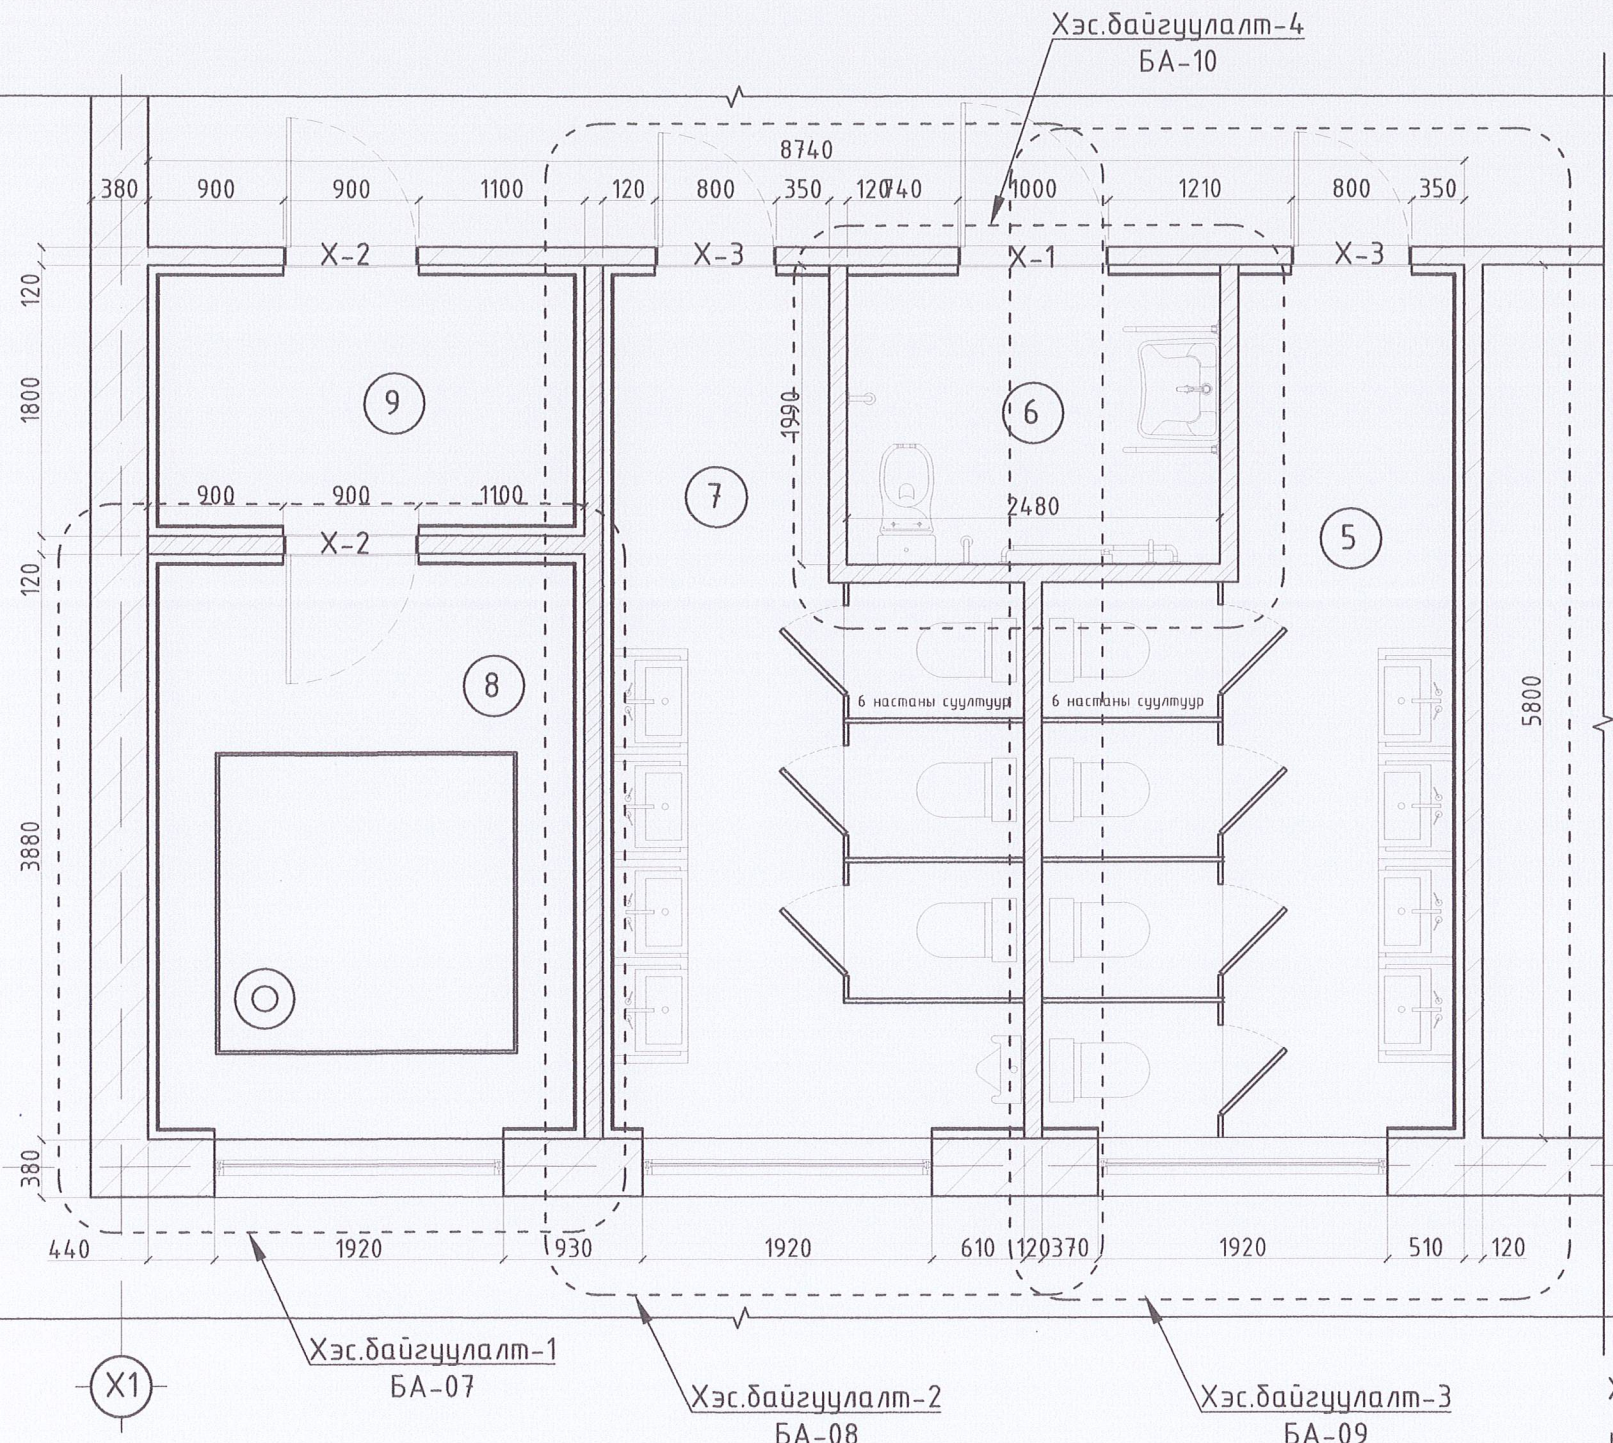 Хэс.байгуулалт-4
БА-10
8740
380 900 900 1100 120 800 350 120 740 1000 1210 800 350
Х-2 Х-3 Х-1 Х-3
120
1800
120
3880
380
9
900 900 1100
Х-2
8
7
1990
6
2480
5
5800
6 настаны суултуур 6 настаны суултуур
440 1920 930 1920 610 120 370 1920 510 120
Хэс.байгуулалт-1
БА-07
Х1
Хэс.байгуулалт-2
БА-08
Хэс.байгуулалт-3
БА-09